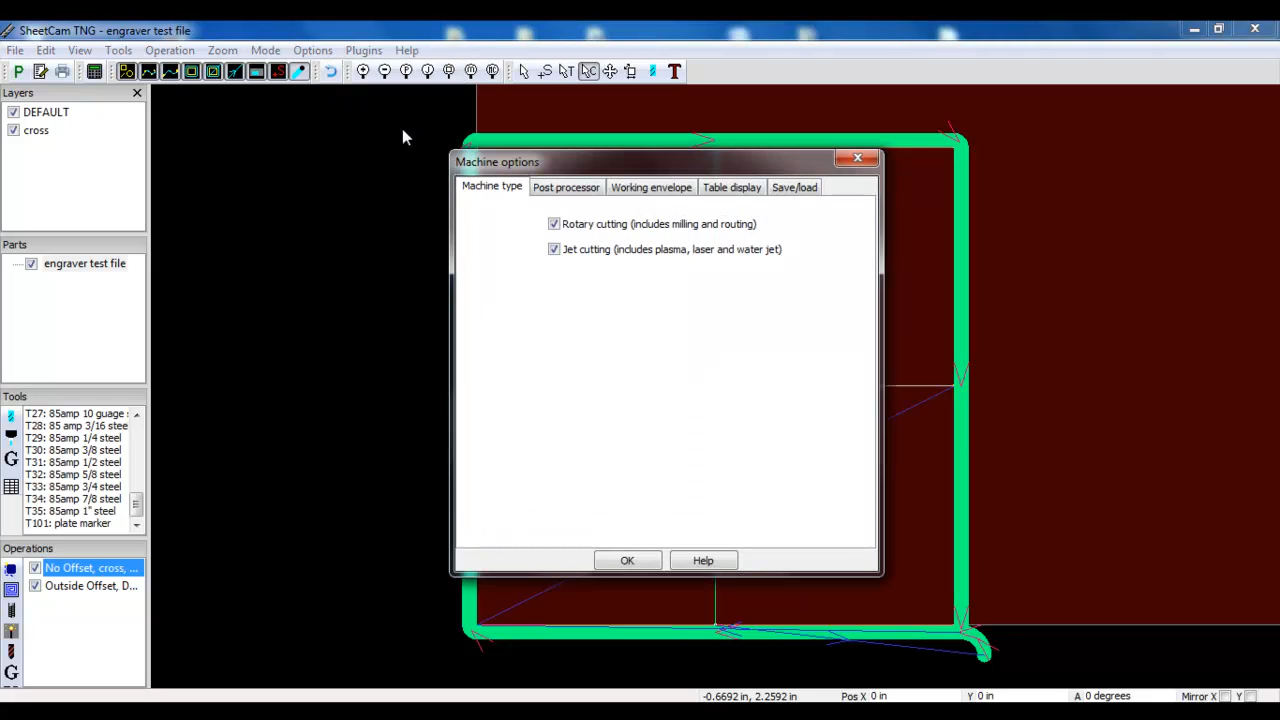 SheetCam TNG - engraver test file
File Edit View Tools Operation Zoom Mode Options Plugins Help
Layers
DEFAULT
cross
Parts
engraver test file
Tools
T27: 85amp 10 guage s
T28: 85 amp 3/16 stee
T29: 85amp 1/4 steel
T30: 85amp 3/8 steel
T31: 85amp 1/2 steel
T32: 85amp 5/8 steel
T33: 85amp 3/4 steel
T34: 85amp 7/8 steel
T35: 85amp 1" steel
T101: plate marker
Operations
No Offset, cross, ...
Outside Offset, D...
Machine options
Machine type Post processor Working envelope Table display Save/load
Rotary cutting (includes milling and routing)
Jet cutting (includes plasma, laser and water jet)
OK Help
-0.6692 in, 2.2592 in Pos X 0 in Y 0 in A 0 degrees Mirror X Y